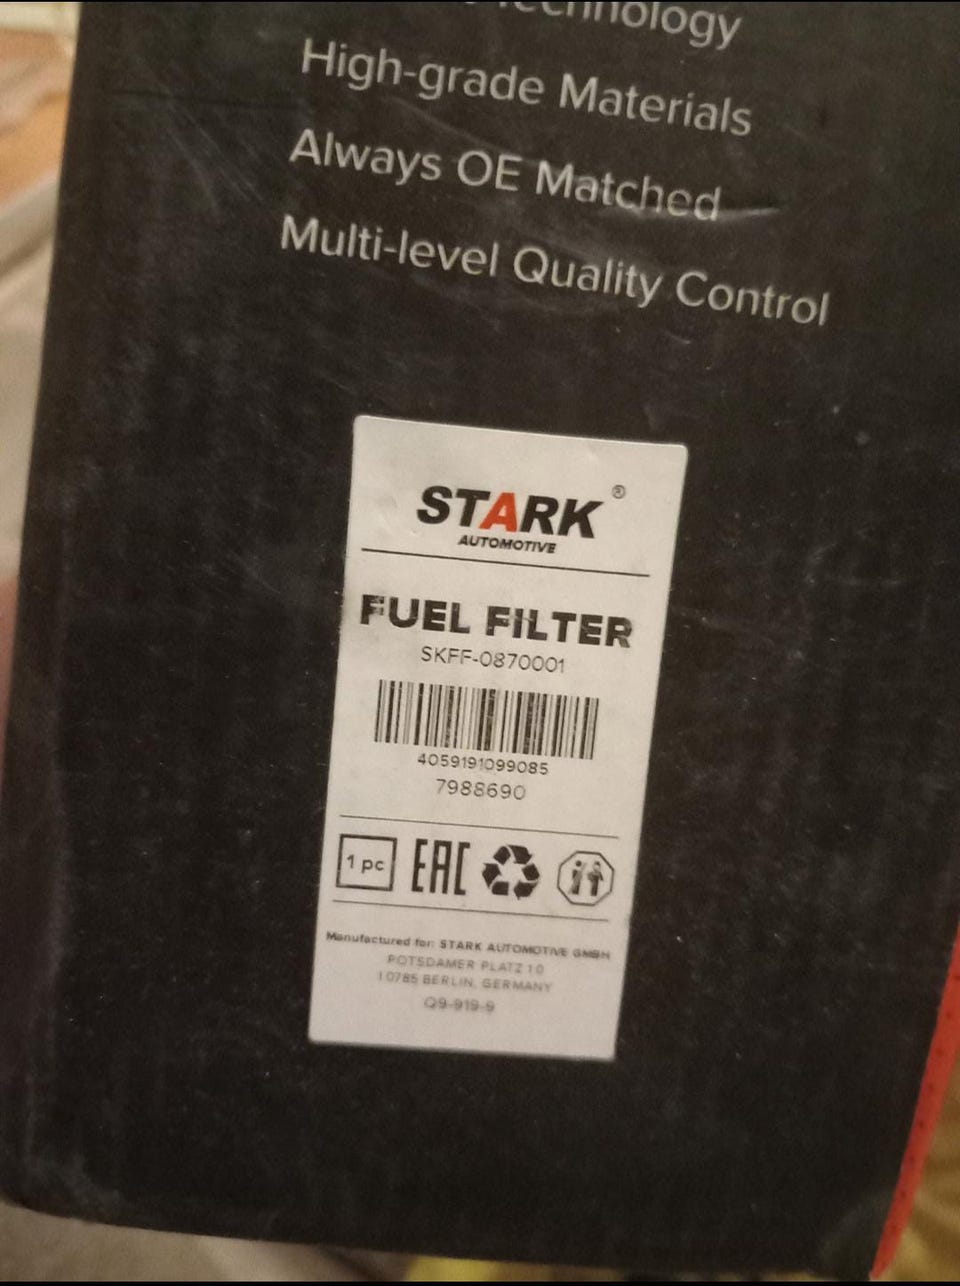 Technology
High-grade Materials
Always OE Matched
Multi-level Quality Control
STARK ®
AUTOMOTIVE
FUEL FILTER
SKFF-0870001
4059191099085
7988690
1 pc
EAC
Manufactured for: STARK AUTOMOTIVE GMBH
POTSDAMER PLATZ 10
10785 BERLIN, GERMANY
Q9-919-9